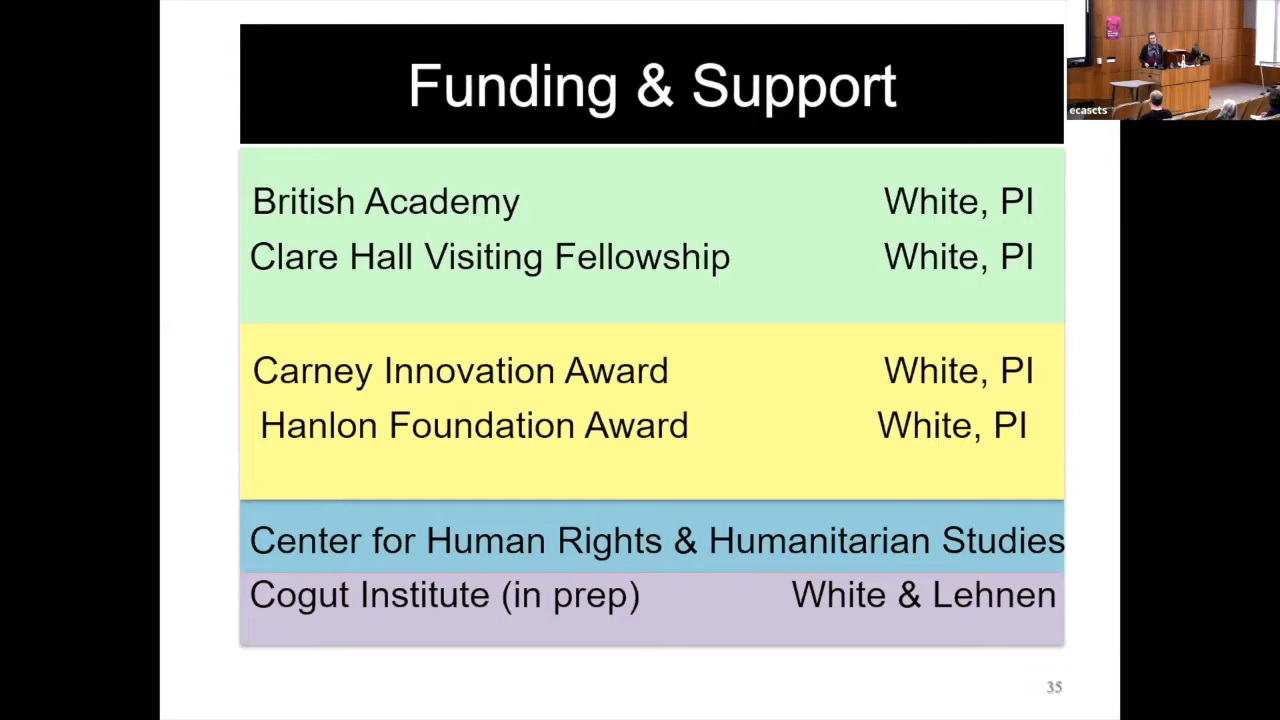 Funding & Support
ecascts
British Academy White, PI
Clare Hall Visiting Fellowship White, PI
Carney Innovation Award White, PI
Hanlon Foundation Award White, PI
Center for Human Rights & Humanitarian Studies
Cogut Institute (in prep) White & Lehnen
35